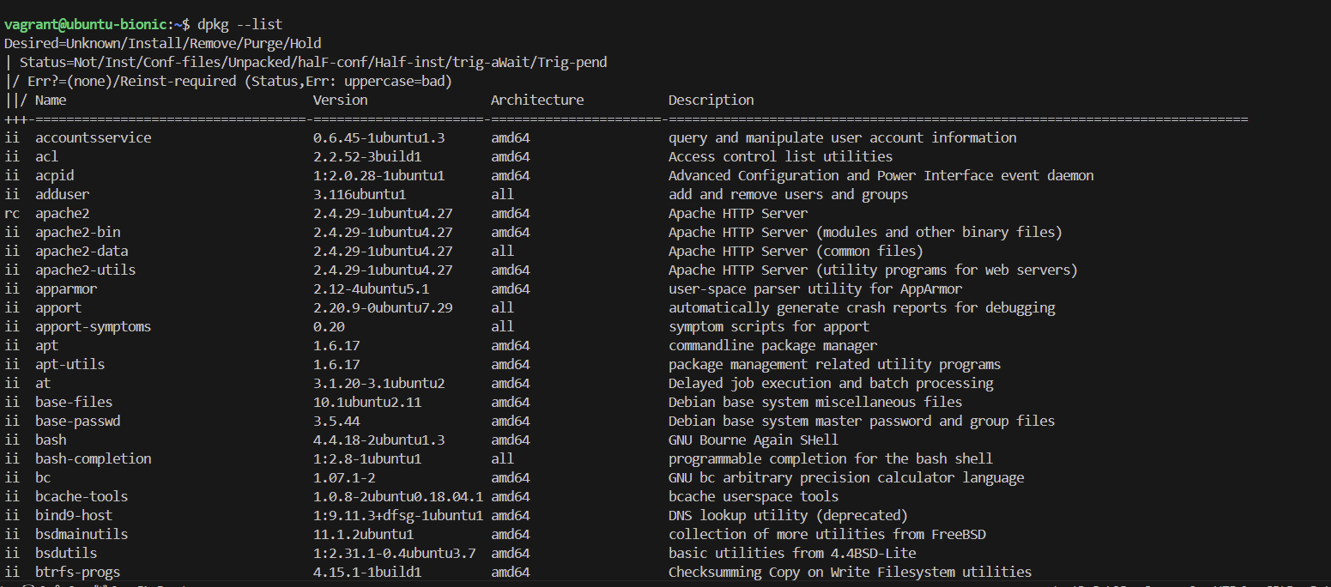 vagrant@ubuntu-bionic:~$ dpkg --list
Desired=Unknown/Install/Remove/Purge/Hold
| Status=Not/Inst/Conf-files/Unpacked/halF-conf/Half-inst/trig-aWait/Trig-pend
|/ Err?=(none)/Reinst-required (Status,Err: uppercase=bad)
||/ Name Version Architecture Description
+++-===================================-======================-======================-===========================================================================
ii accountsservice 0.6.45-1ubuntu1.3 amd64 query and manipulate user account information
ii acl 2.2.52-3build1 amd64 Access control list utilities
ii acpid 1:2.0.28-1ubuntu1 amd64 Advanced Configuration and Power Interface event daemon
ii adduser 3.116ubuntu1 all add and remove users and groups
rc apache2 2.4.29-1ubuntu4.27 amd64 Apache HTTP Server
ii apache2-bin 2.4.29-1ubuntu4.27 amd64 Apache HTTP Server (modules and other binary files)
ii apache2-data 2.4.29-1ubuntu4.27 all Apache HTTP Server (common files)
ii apache2-utils 2.4.29-1ubuntu4.27 amd64 Apache HTTP Server (utility programs for web servers)
ii apparmor 2.12-4ubuntu5.1 amd64 user-space parser utility for AppArmor
ii apport 2.20.9-0ubuntu7.29 all automatically generate crash reports for debugging
ii apport-symptoms 0.20 all symptom scripts for apport
ii apt 1.6.17 amd64 commandline package manager
ii apt-utils 1.6.17 amd64 package management related utility programs
ii at 3.1.20-3.1ubuntu2 amd64 Delayed job execution and batch processing
ii base-files 10.1ubuntu2.11 amd64 Debian base system miscellaneous files
ii base-passwd 3.5.44 amd64 Debian base system master password and group files
ii bash 4.4.18-2ubuntu1.3 amd64 GNU Bourne Again SHell
ii bash-completion 1:2.8-1ubuntu1 all programmable completion for the bash shell
ii bc 1.07.1-2 amd64 GNU bc arbitrary precision calculator language
ii bcache-tools 1.0.8-2ubuntu0.18.04.1 amd64 bcache userspace tools
ii bind9-host 1:9.11.3+dfsg-1ubuntu1 amd64 DNS lookup utility (deprecated)
ii bsdmainutils 11.1.2ubuntu1 amd64 collection of more utilities from FreeBSD
ii bsdutils 1:2.31.1-0.4ubuntu3.7 amd64 basic utilities from 4.4BSD-Lite
ii btrfs-progs 4.15.1-1build1 amd64 Checksumming Copy on Write Filesystem utilities